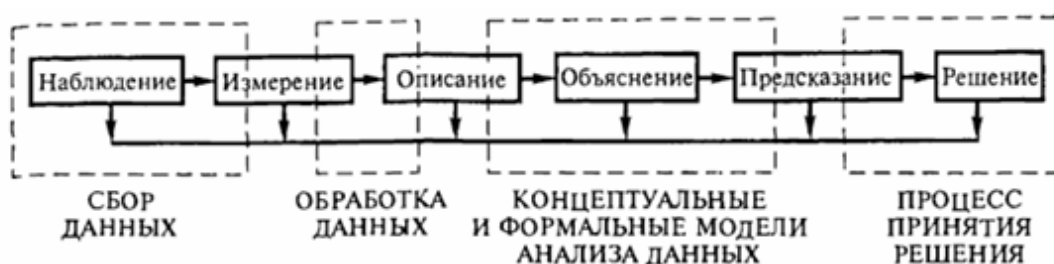 Наблюдение
Измерение
Описание
Объяснение
Предсказание
Решение
СБОР
ДАННЫХ
ОБРАБОТКА
ДАННЫХ
КОНЦЕПТУАЛЬНЫЕ
И ФОРМАЛЬНЫЕ МОДЕЛИ
АНАЛИЗА ДАННЫХ
ПРОЦЕСС
ПРИНЯТИЯ
РЕШЕНИЯ